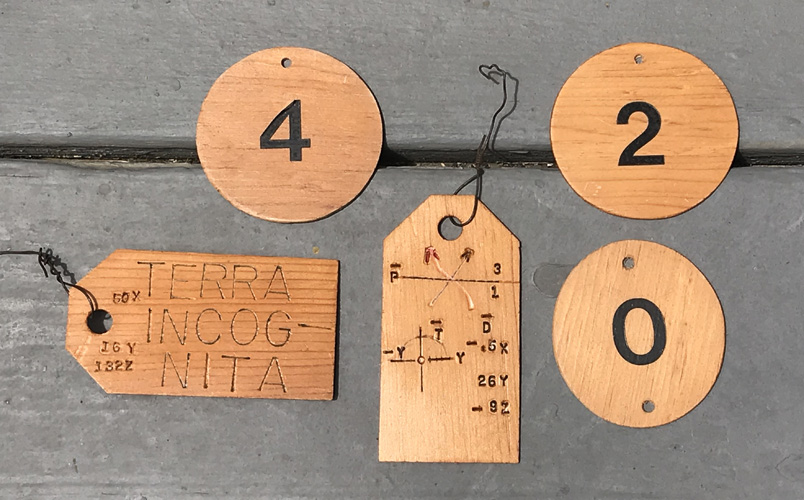 4
2
TERRA
60X
INCOG-
16Y
NITA
132Z
P 3
1
D
T
-Y Y
-.5X
26Y
-9Z
0